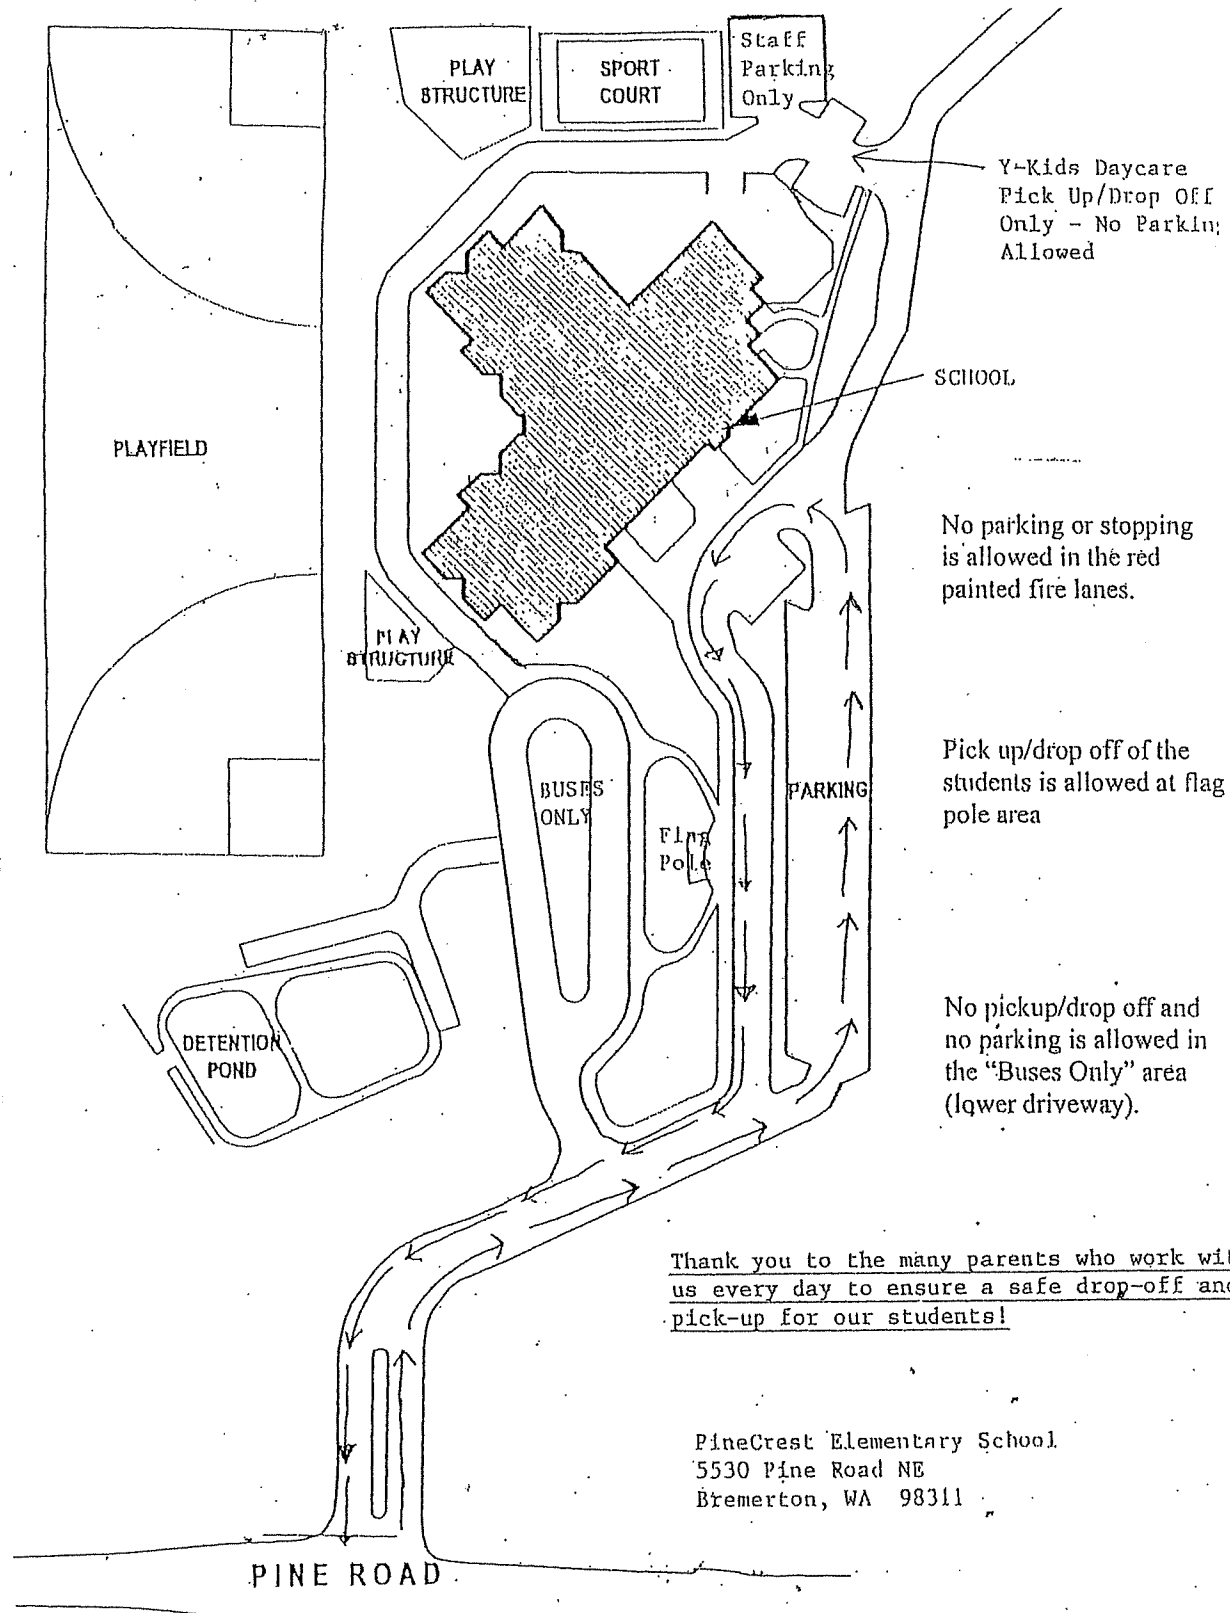 Staff
Parking
Only
PLAY
STRUCTURE
SPORT
COURT
Y-Kids Daycare
Pick Up/Drop Off
Only - No Parkin
Allowed
SCHOOL
PLAYFIELD
No parking or stopping
is allowed in the red
painted fire lanes.
PLAY
STRUCTURE
Pick up/drop off of the
students is allowed at flag
pole area
BUSES
ONLY
PARKING
Flag
Pole
No pickup/drop off and
no parking is allowed in
the “Buses Only” area
(lower driveway).
DETENTION
POND
Thank you to the many parents who work wit
us every day to ensure a safe drop-off and
pick-up for our students!
PineCrest Elementary School
5530 Pine Road NE
Bremerton, WA 98311
PINE ROAD